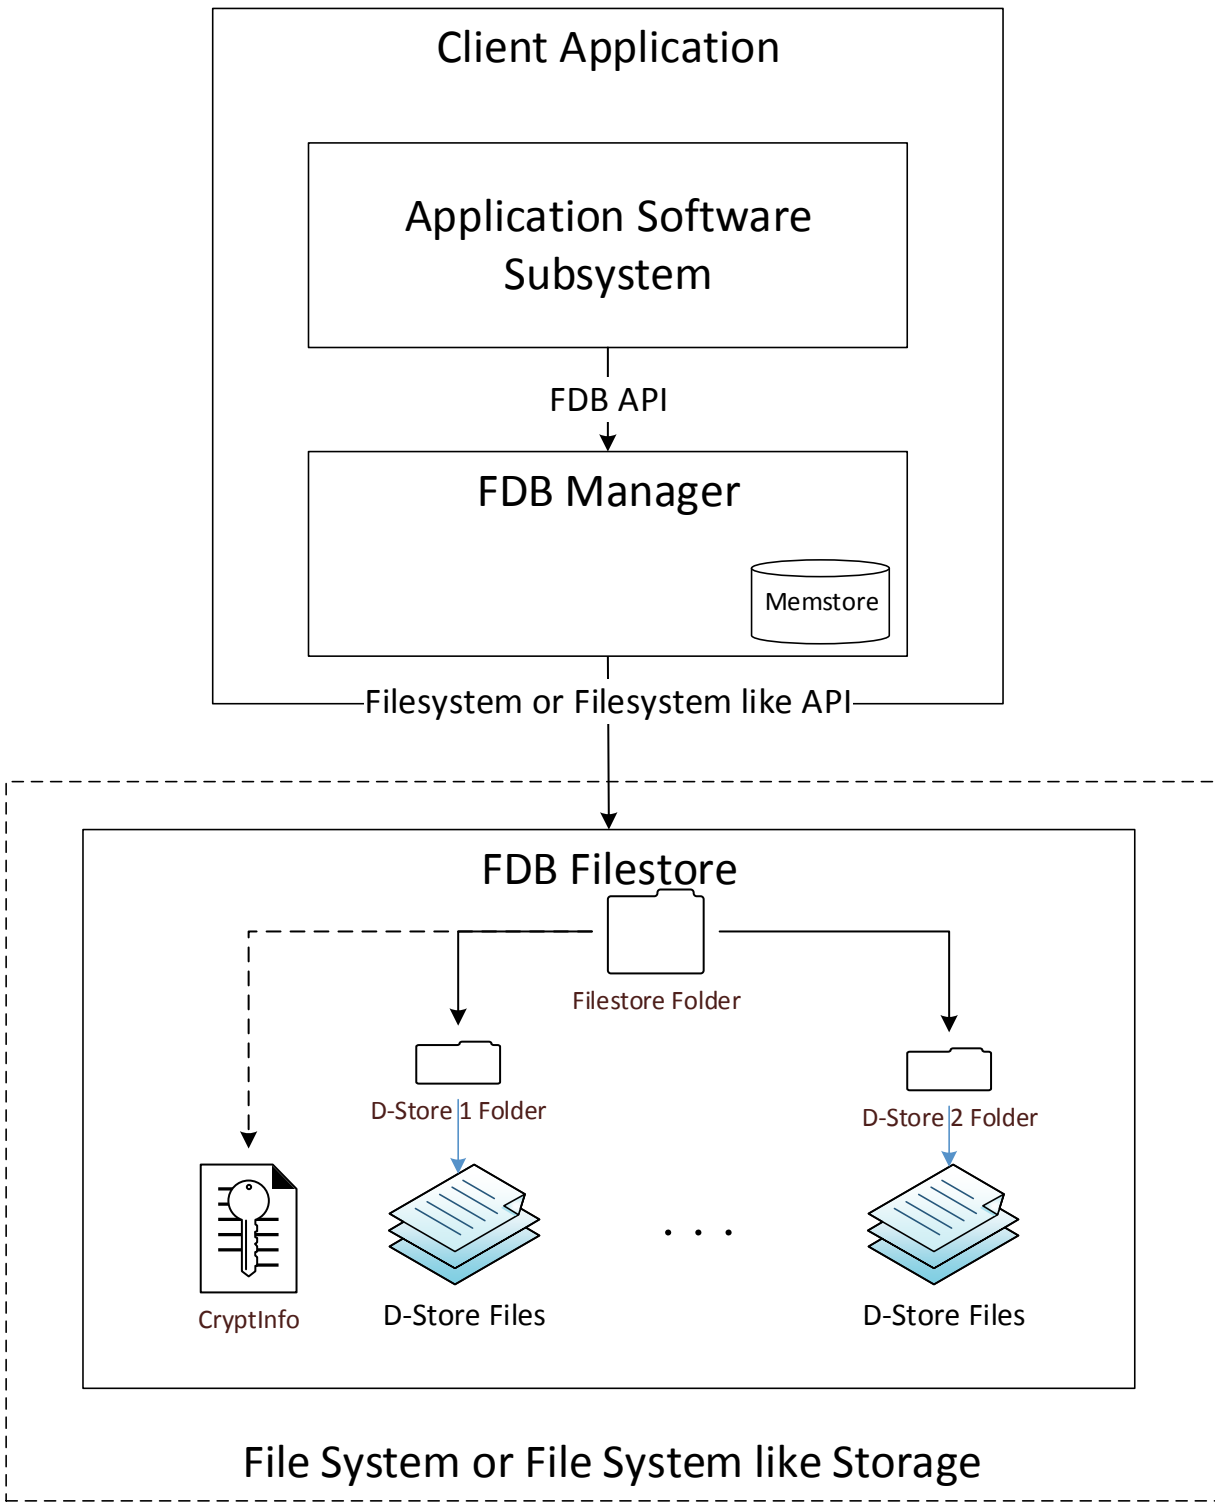 Client Application
Application Software
Subsystem
FDB API
FDB Manager
Memstore
Filesystem or Filesystem like API
FDB Filestore
Filestore Folder
D-Store 1 Folder
D-Store 2 Folder
. . .
CryptInfo
D-Store Files
D-Store Files
File System or File System like Storage